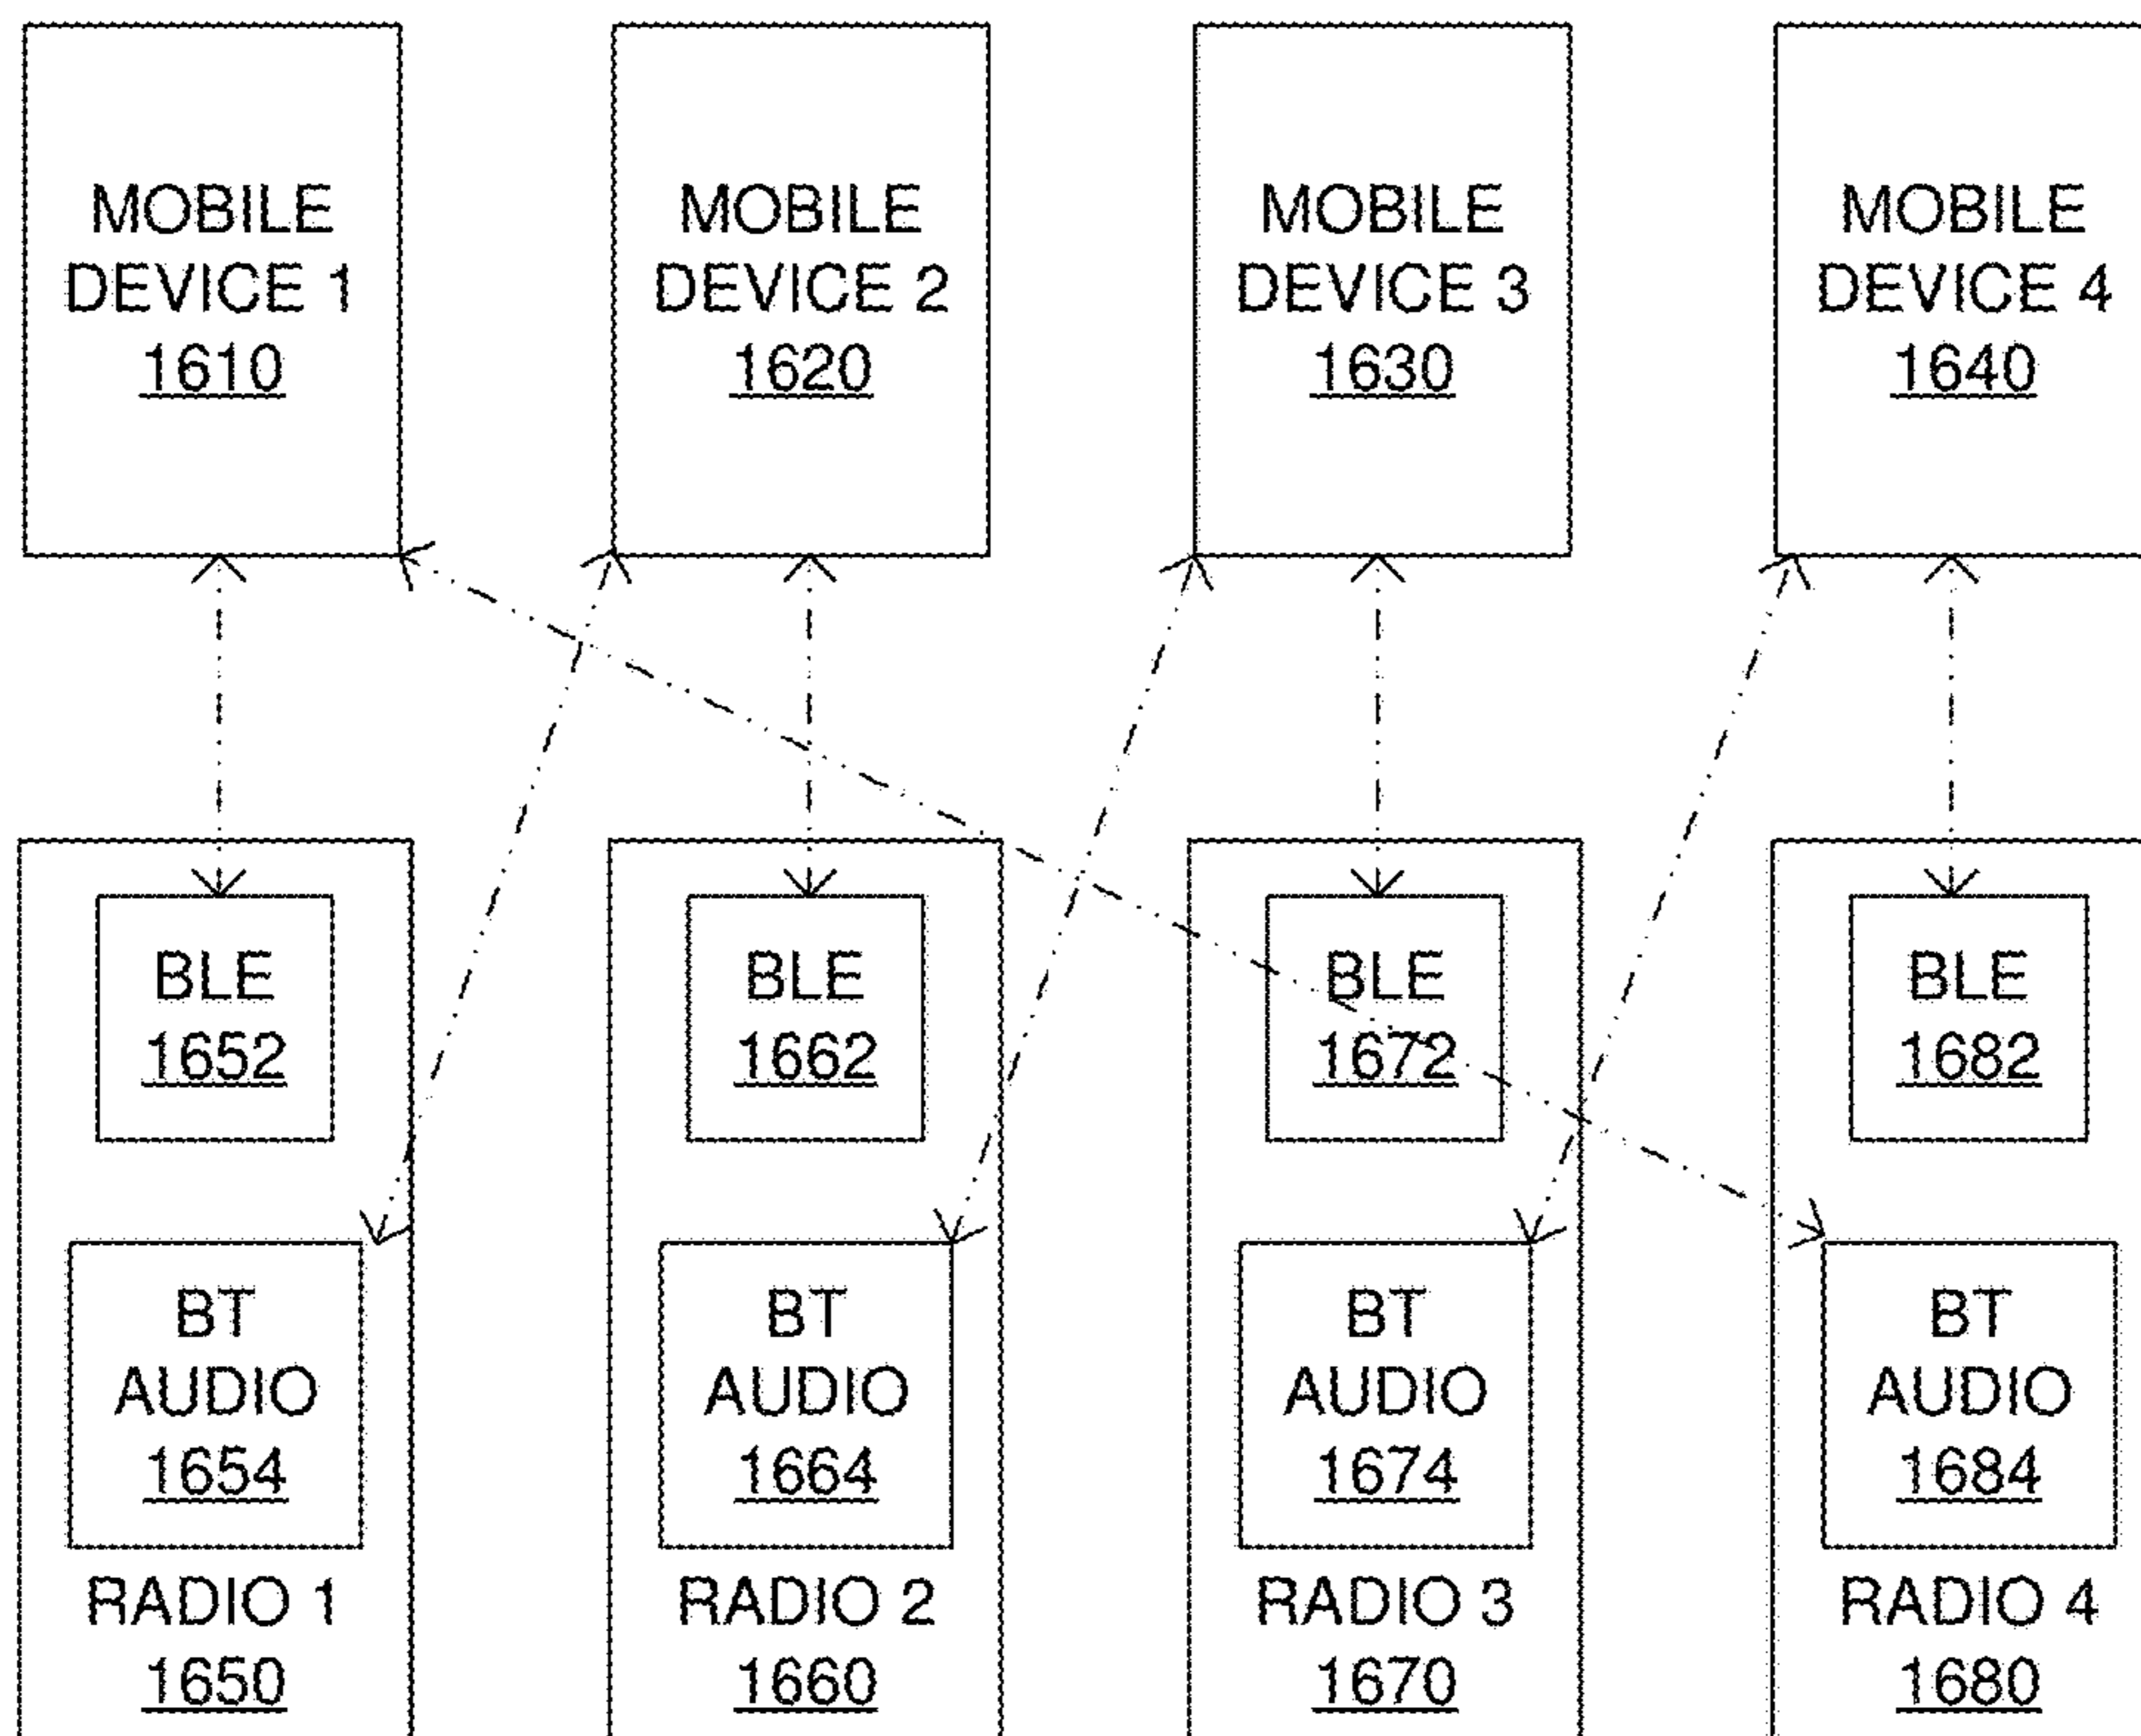 MOBILE
DEVICE 1
1610
MOBILE
DEVICE 2
1620
MOBILE
DEVICE 3
1630
MOBILE
DEVICE 4
1640
BLE
1652
BT
AUDIO
1654
RADIO 1
1650
BLE
1662
BT
AUDIO
1664
RADIO 2
1660
BLE
1672
BT
AUDIO
1674
RADIO 3
1670
BLE
1682
BT
AUDIO
1684
RADIO 4
1680